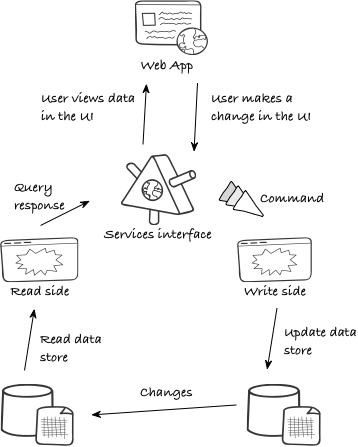 Web App
User views data
in the UI
User makes a
change in the UI
Query
response
Command
Services interface
Read side
Write side
Read data
store
Update data
store
Changes